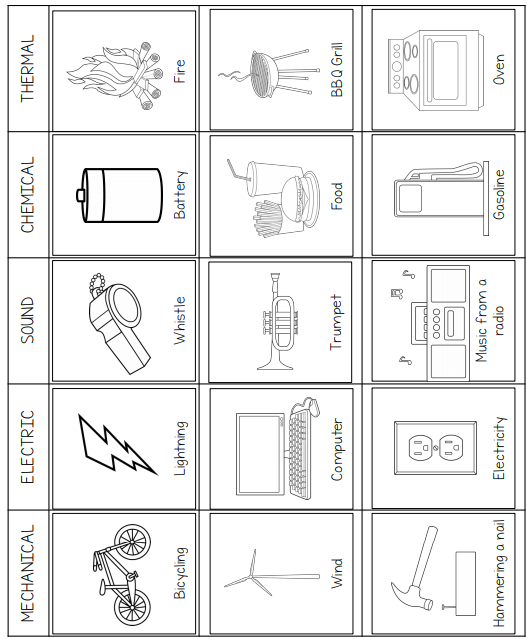 MECHANICAL
ELECTRIC
SOUND
CHEMICAL
THERMAL
Bicycling
Lightning
Whistle
Battery
Fire
Wind
Computer
Trumpet
Food
BBQ Grill
Hammering a nail
Electricity
Music from a
radio
Gasoline
Oven